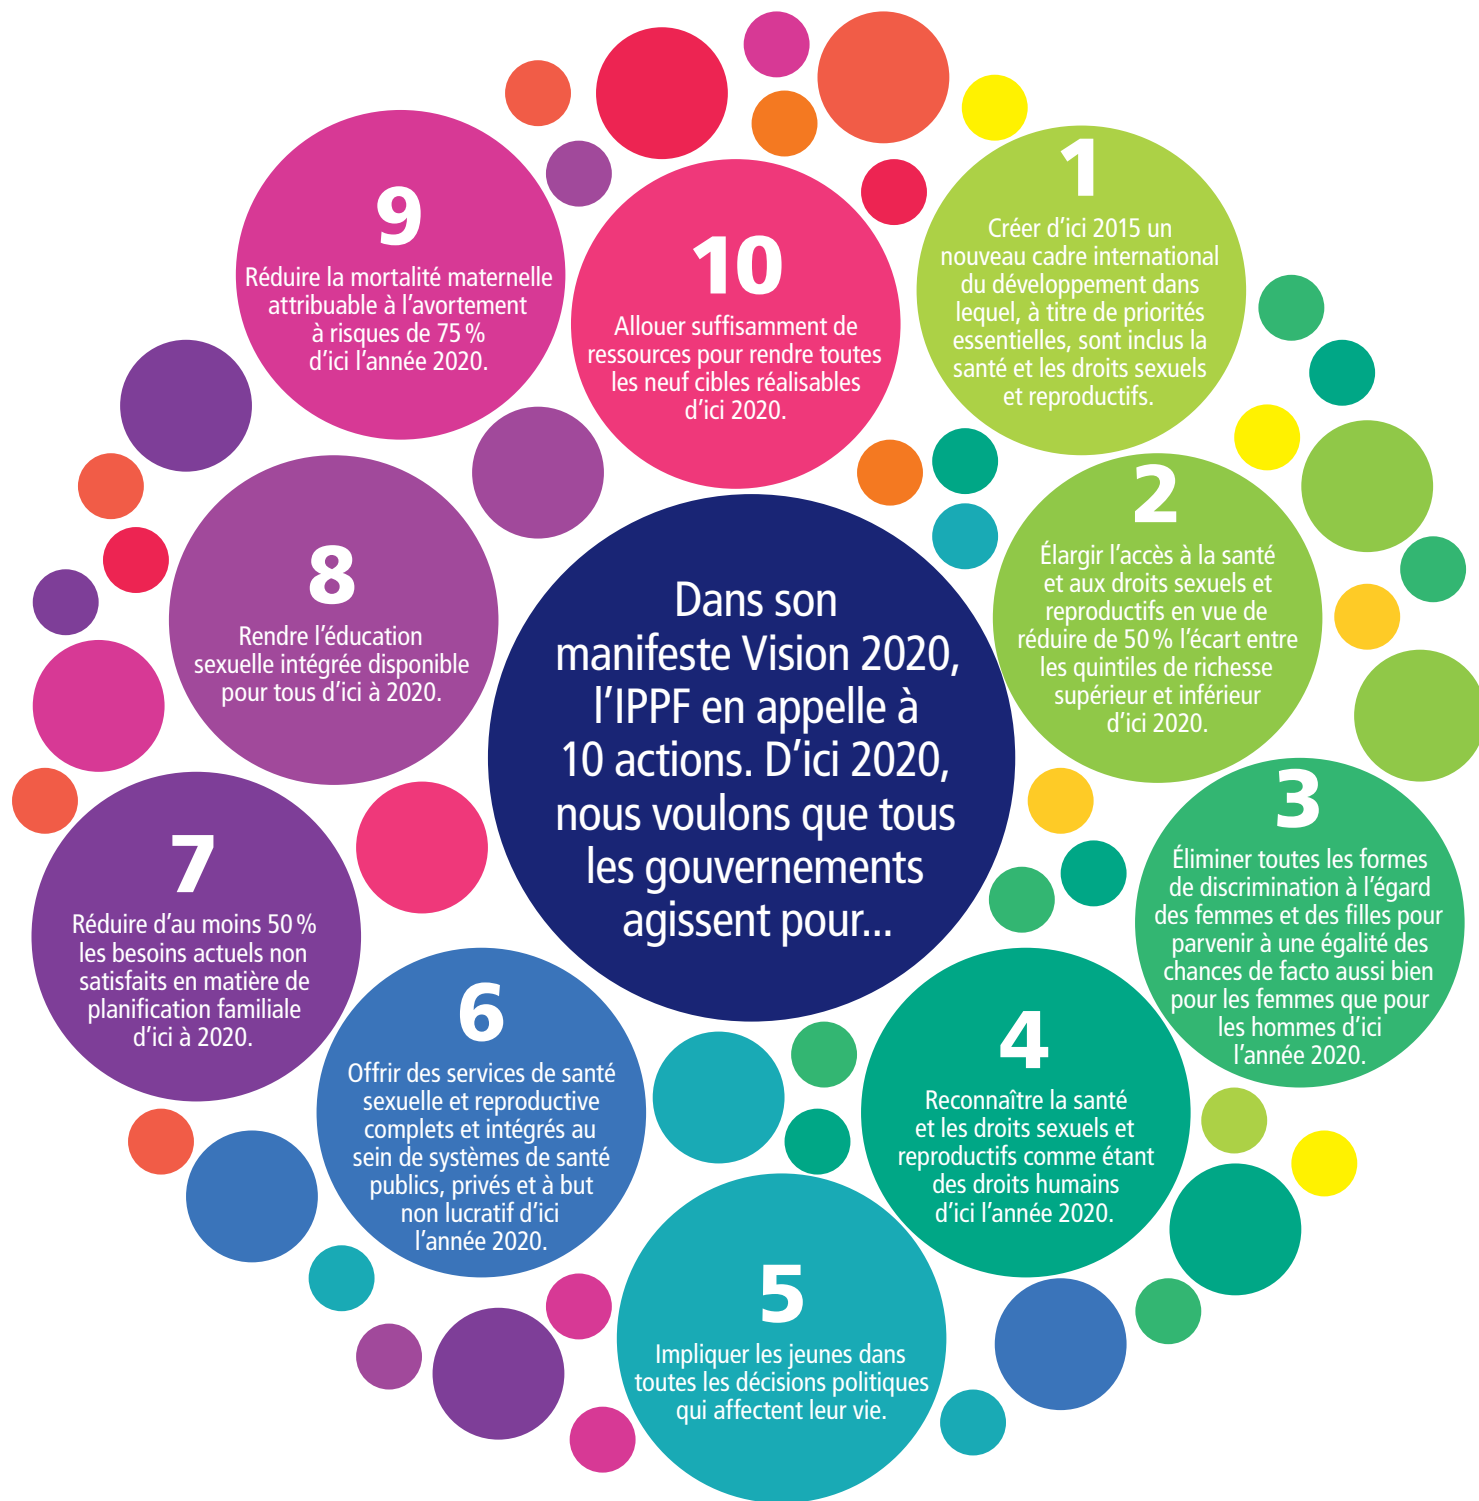 Dans son
manifeste Vision 2020,
l’IPPF en appelle à
10 actions. D’ici 2020,
nous voulons que tous
les gouvernements
agissent pour...
1
Créer d’ici 2015 un
nouveau cadre international
du développement dans
lequel, à titre de priorités
essentielles, sont inclus la
santé et les droits sexuels
et reproductifs.
2
Élargir l’accès à la santé
et aux droits sexuels et
reproductifs en vue de
réduire de 50 % l’écart entre
les quintiles de richesse
supérieur et inférieur
d’ici 2020.
3
Éliminer toutes les formes
de discrimination à l’égard
des femmes et des filles pour
parvenir à une égalité des
chances de facto aussi bien
pour les femmes que pour
les hommes d’ici
l’année 2020.
4
Reconnaître la santé
et les droits sexuels et
reproductifs comme étant
des droits humains
d’ici l’année 2020.
5
Impliquer les jeunes dans
toutes les décisions politiques
qui affectent leur vie.
6
Offrir des services de santé
sexuelle et reproductive
complets et intégrés au
sein de systèmes de santé
publics, privés et à but
non lucratif d’ici
l’année 2020.
7
Réduire d’au moins 50 %
les besoins actuels non
satisfaits en matière de
planification familiale
d’ici à 2020.
8
Rendre l’éducation
sexuelle intégrée disponible
pour tous d’ici à 2020.
9
Réduire la mortalité maternelle
attribuable à l’avortement
à risques de 75 %
d’ici l’année 2020.
10
Allouer suffisamment de
ressources pour rendre toutes
les neuf cibles réalisables
d’ici 2020.